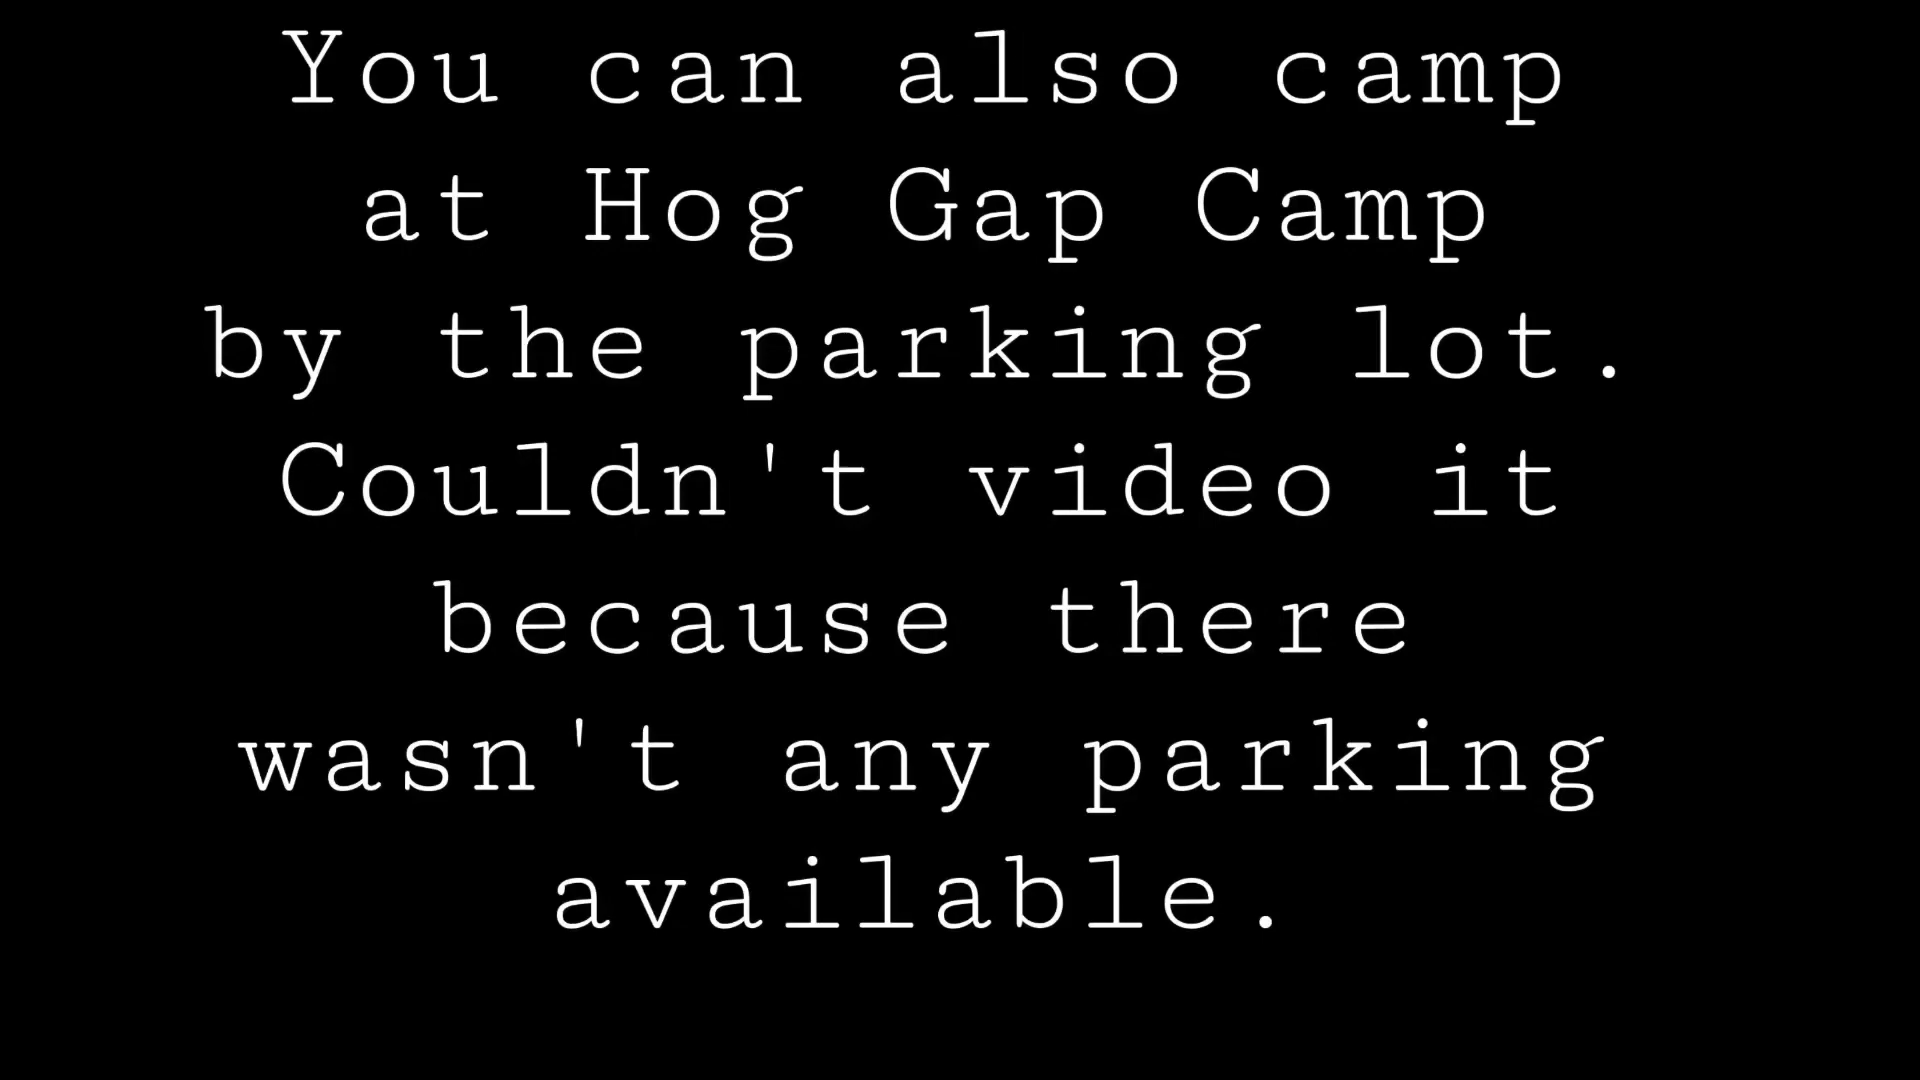 You can also camp
at Hog Gap Camp
by the parking lot.
Couldn't video it
because there
wasn't any parking
available.